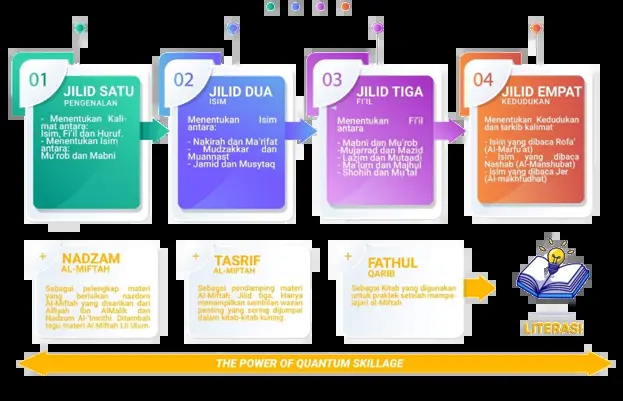 01
JILID SATU
PENGENALAN
- Menentukan Kali-
mat antara:
Isim, Fi'il dan Huruf.
- Menentukan Isim
antara:
Mu'rob dan Mabni
02
JILID DUA
ISIM
Menentukan Isim
antara:
- Nakirah dan Ma'rifat
- Mudzakkar dan
Muannast
- Jamid dan Musytaq
03
JILID TIGA
FI'IL
Menentukan Fi'il
antara
- Mabni dan Mu'rob
-Mujarrad dan Mazid
- Lazim dan Mutaadi
- Ma'lum dan Majhul
- Shohih dan Mu'tal
04
JILID EMPAT
KEDUDUKAN
Menentukan Kedudukan
dan tarkib kalimat
- Isim yang dibaca Rofa'
(Al-Marfu'at)
- Isim yang dibaca
Nashab (Al-Manshubat)
- Isim yang dibaca Jer
(Al-makhfudhat)
+ NADZAM
AL-MIFTAH
Sebagai pelengkap materi
yang berisikan nazdom
Al-Miftah yang disarikan dari
Alfiyah Ibn AlMalik dan
Nadzum Al-'Imrithi. Ditambah
lagu materi Al Miftah Lil Ulum.
+ TASRIF
AL-MIFTAH
Sebagai pendamping materi
Al-Miftah Jilid tiga, Hanya
menampilkan sembilan wazan
penting yang sering dijumpai
dalam kitab-kitab kuning.
+ FATHUL
QARIB
Sebagai Kitab yang digunakan
untuk praktek setelah mempe-
lajari al-Miftah
LITERASI
THE POWER OF QUANTUM SKILLAGE